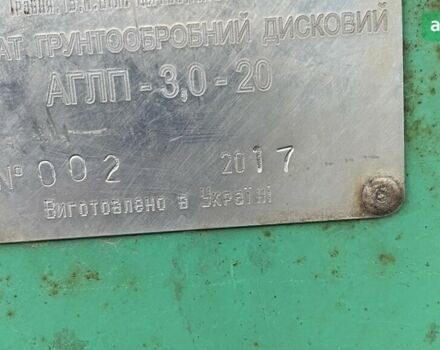 АТ ГРУНТООБРОБНИЙ ДИСКОВИЙ
АГЛП - 3,0 - 20
№ 002 2017
Виготовлено в Україні